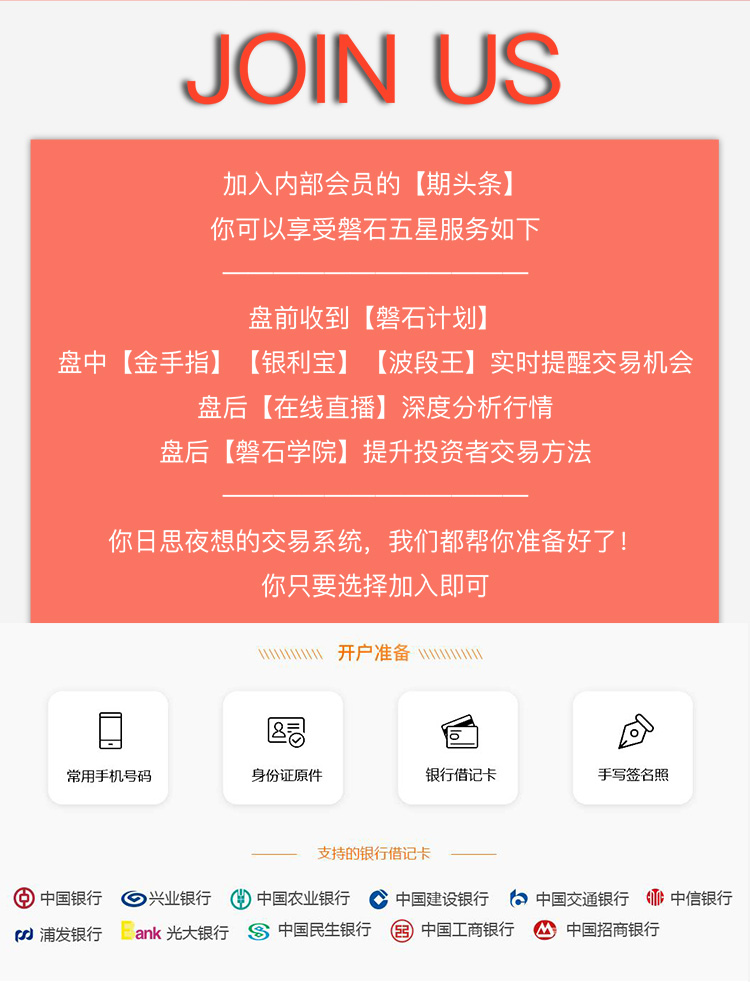 JOIN US
加入内部会员的【期头条】
你可以享受磐石五星服务如下
盘前收到【磐石计划】
盘中【金手指】【银利宝】【波段王】实时提醒交易机会
盘后【在线直播】深度分析行情
盘后【磐石学院】提升投资者交易方法
你日思夜想的交易系统，我们都帮你准备好了！
你只要选择加入即可
开户准备
常用手机号码 身份证原件 银行借记卡 手写签名照
支持的银行借记卡
中国银行 兴业银行 中国农业银行 中国建设银行 中国交通银行 中信银行
浦发银行 Bank 光大银行 中国民生银行 中国工商银行 中国招商银行